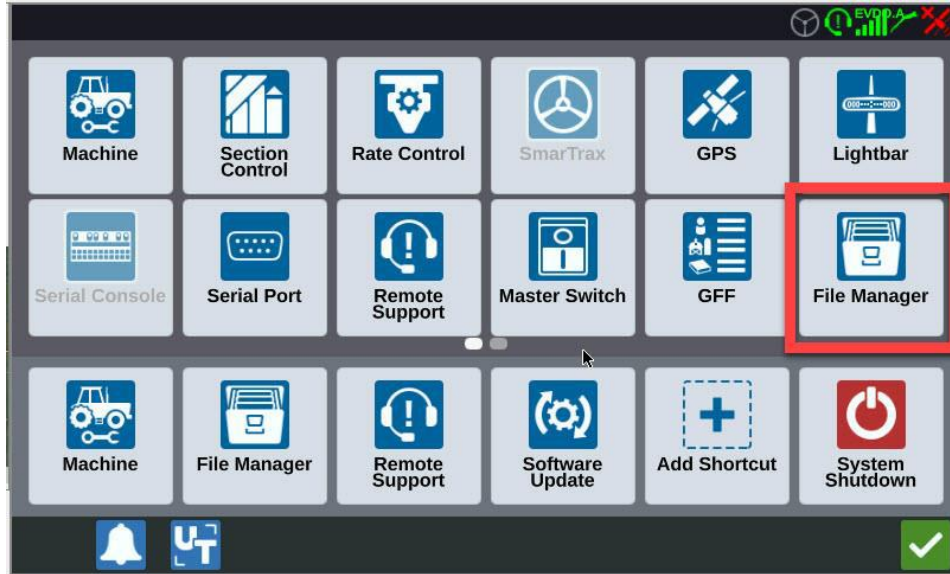 EVDO.A
Machine
Section
Control
Rate Control
SmarTrax
GPS
Lightbar
Serial Console
Serial Port
Remote
Support
Master Switch
GFF
File Manager
Machine
File Manager
Remote
Support
Software
Update
Add Shortcut
System
Shutdown
UT